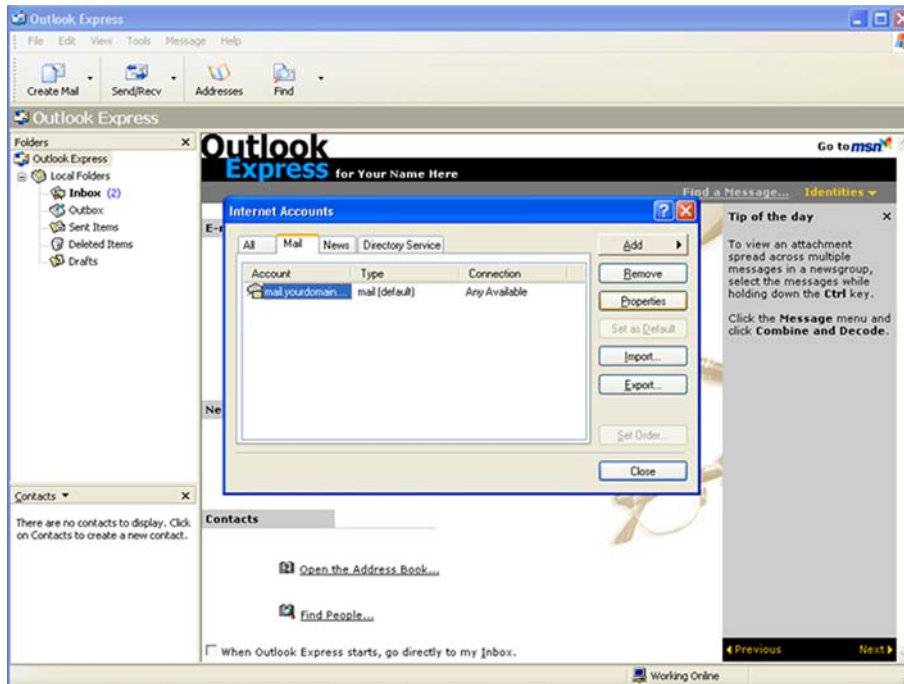 Outlook Express
File Edit View Tools Message Help
Create Mail Send/Recv Addresses Find
Outlook Express
Folders
Outlook Express
Local Folders
Inbox (2)
Outbox
Sent Items
Deleted Items
Drafts
Contacts
There are no contacts to display. Click
on Contacts to create a new contact.
Outlook
Express for Your Name Here
Go to msn
Find a Message... Identities
E-
Ne
Internet Accounts
All Mail News Directory Service
Account Type Connection
mail.yourdomain.... mail (default) Any Available
Add
Remove
Properties
Set as Default
Import...
Export...
Set Order...
Close
Contacts
Open the Address Book...
Find People...
When Outlook Express starts, go directly to my Inbox.
Tip of the day
To view an attachment
spread across multiple
messages in a newsgroup,
select the messages while
holding down the Ctrl key.
Click the Message menu and
click Combine and Decode.
Previous Next
Working Online